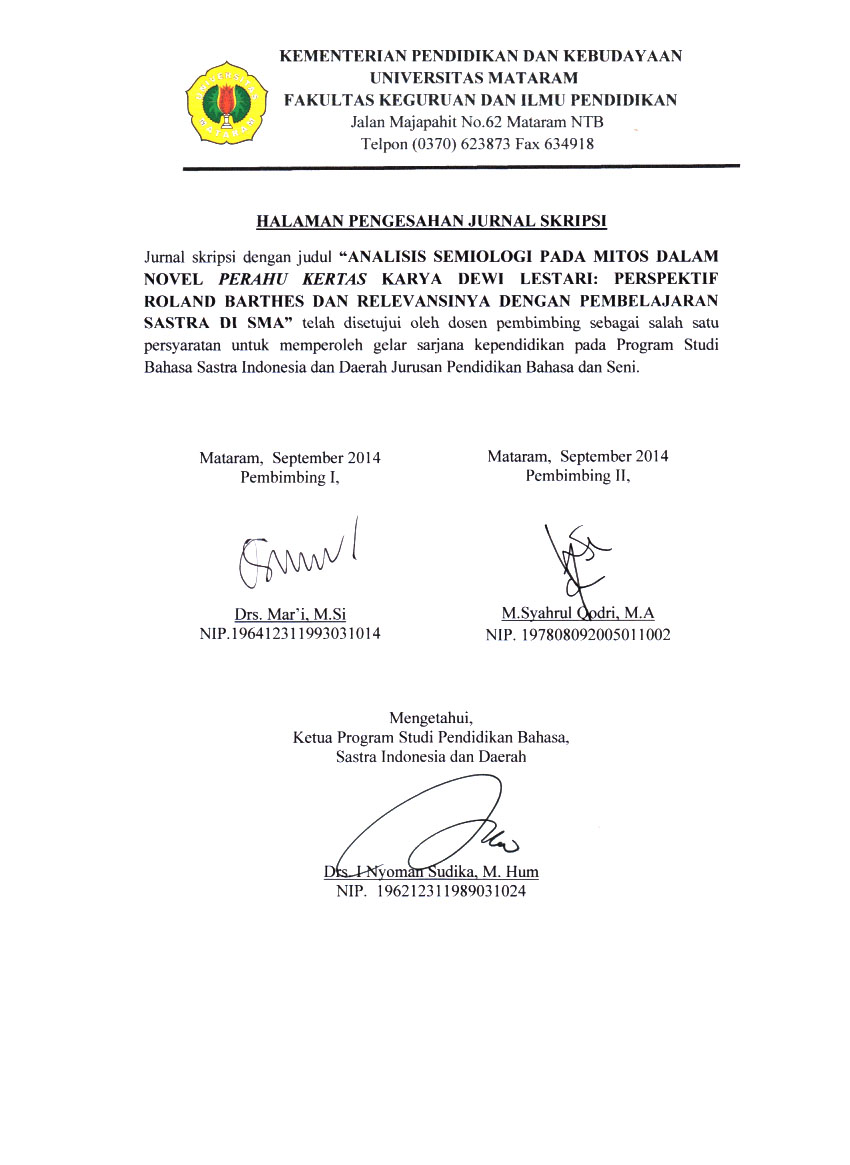 UNIVERSITAS
MATARAM
KEMENTERIAN PENDIDIKAN DAN KEBUDAYAAN
UNIVERSITAS MATARAM
FAKULTAS KEGURUAN DAN ILMU PENDIDIKAN
Jalan Majapahit No.62 Mataram NTB
Telpon (0370) 623873 Fax 634918
HALAMAN PENGESAHAN JURNAL SKRIPSI
Jurnal skripsi dengan judul “ANALISIS SEMIOLOGI PADA MITOS DALAM
NOVEL PERAHU KERTAS KARYA DEWI LESTARI: PERSPEKTIF
ROLAND BARTHES DAN RELEVANSINYA DENGAN PEMBELAJARAN
SASTRA DI SMA” telah disetujui oleh dosen pembimbing sebagai salah satu
persyaratan untuk memperoleh gelar sarjana kependidikan pada Program Studi
Bahasa Sastra Indonesia dan Daerah Jurusan Pendidikan Bahasa dan Seni.
Mataram, September 2014
Pembimbing I,
Drs. Mar’i, M.Si
NIP.196412311993031014
Mataram, September 2014
Pembimbing II,
M.Syahrul Qodri, M.A
NIP. 197808092005011002
Mengetahui,
Ketua Program Studi Pendidikan Bahasa,
Sastra Indonesia dan Daerah
Drs. I Nyoman Sudika, M. Hum
NIP. 196212311989031024